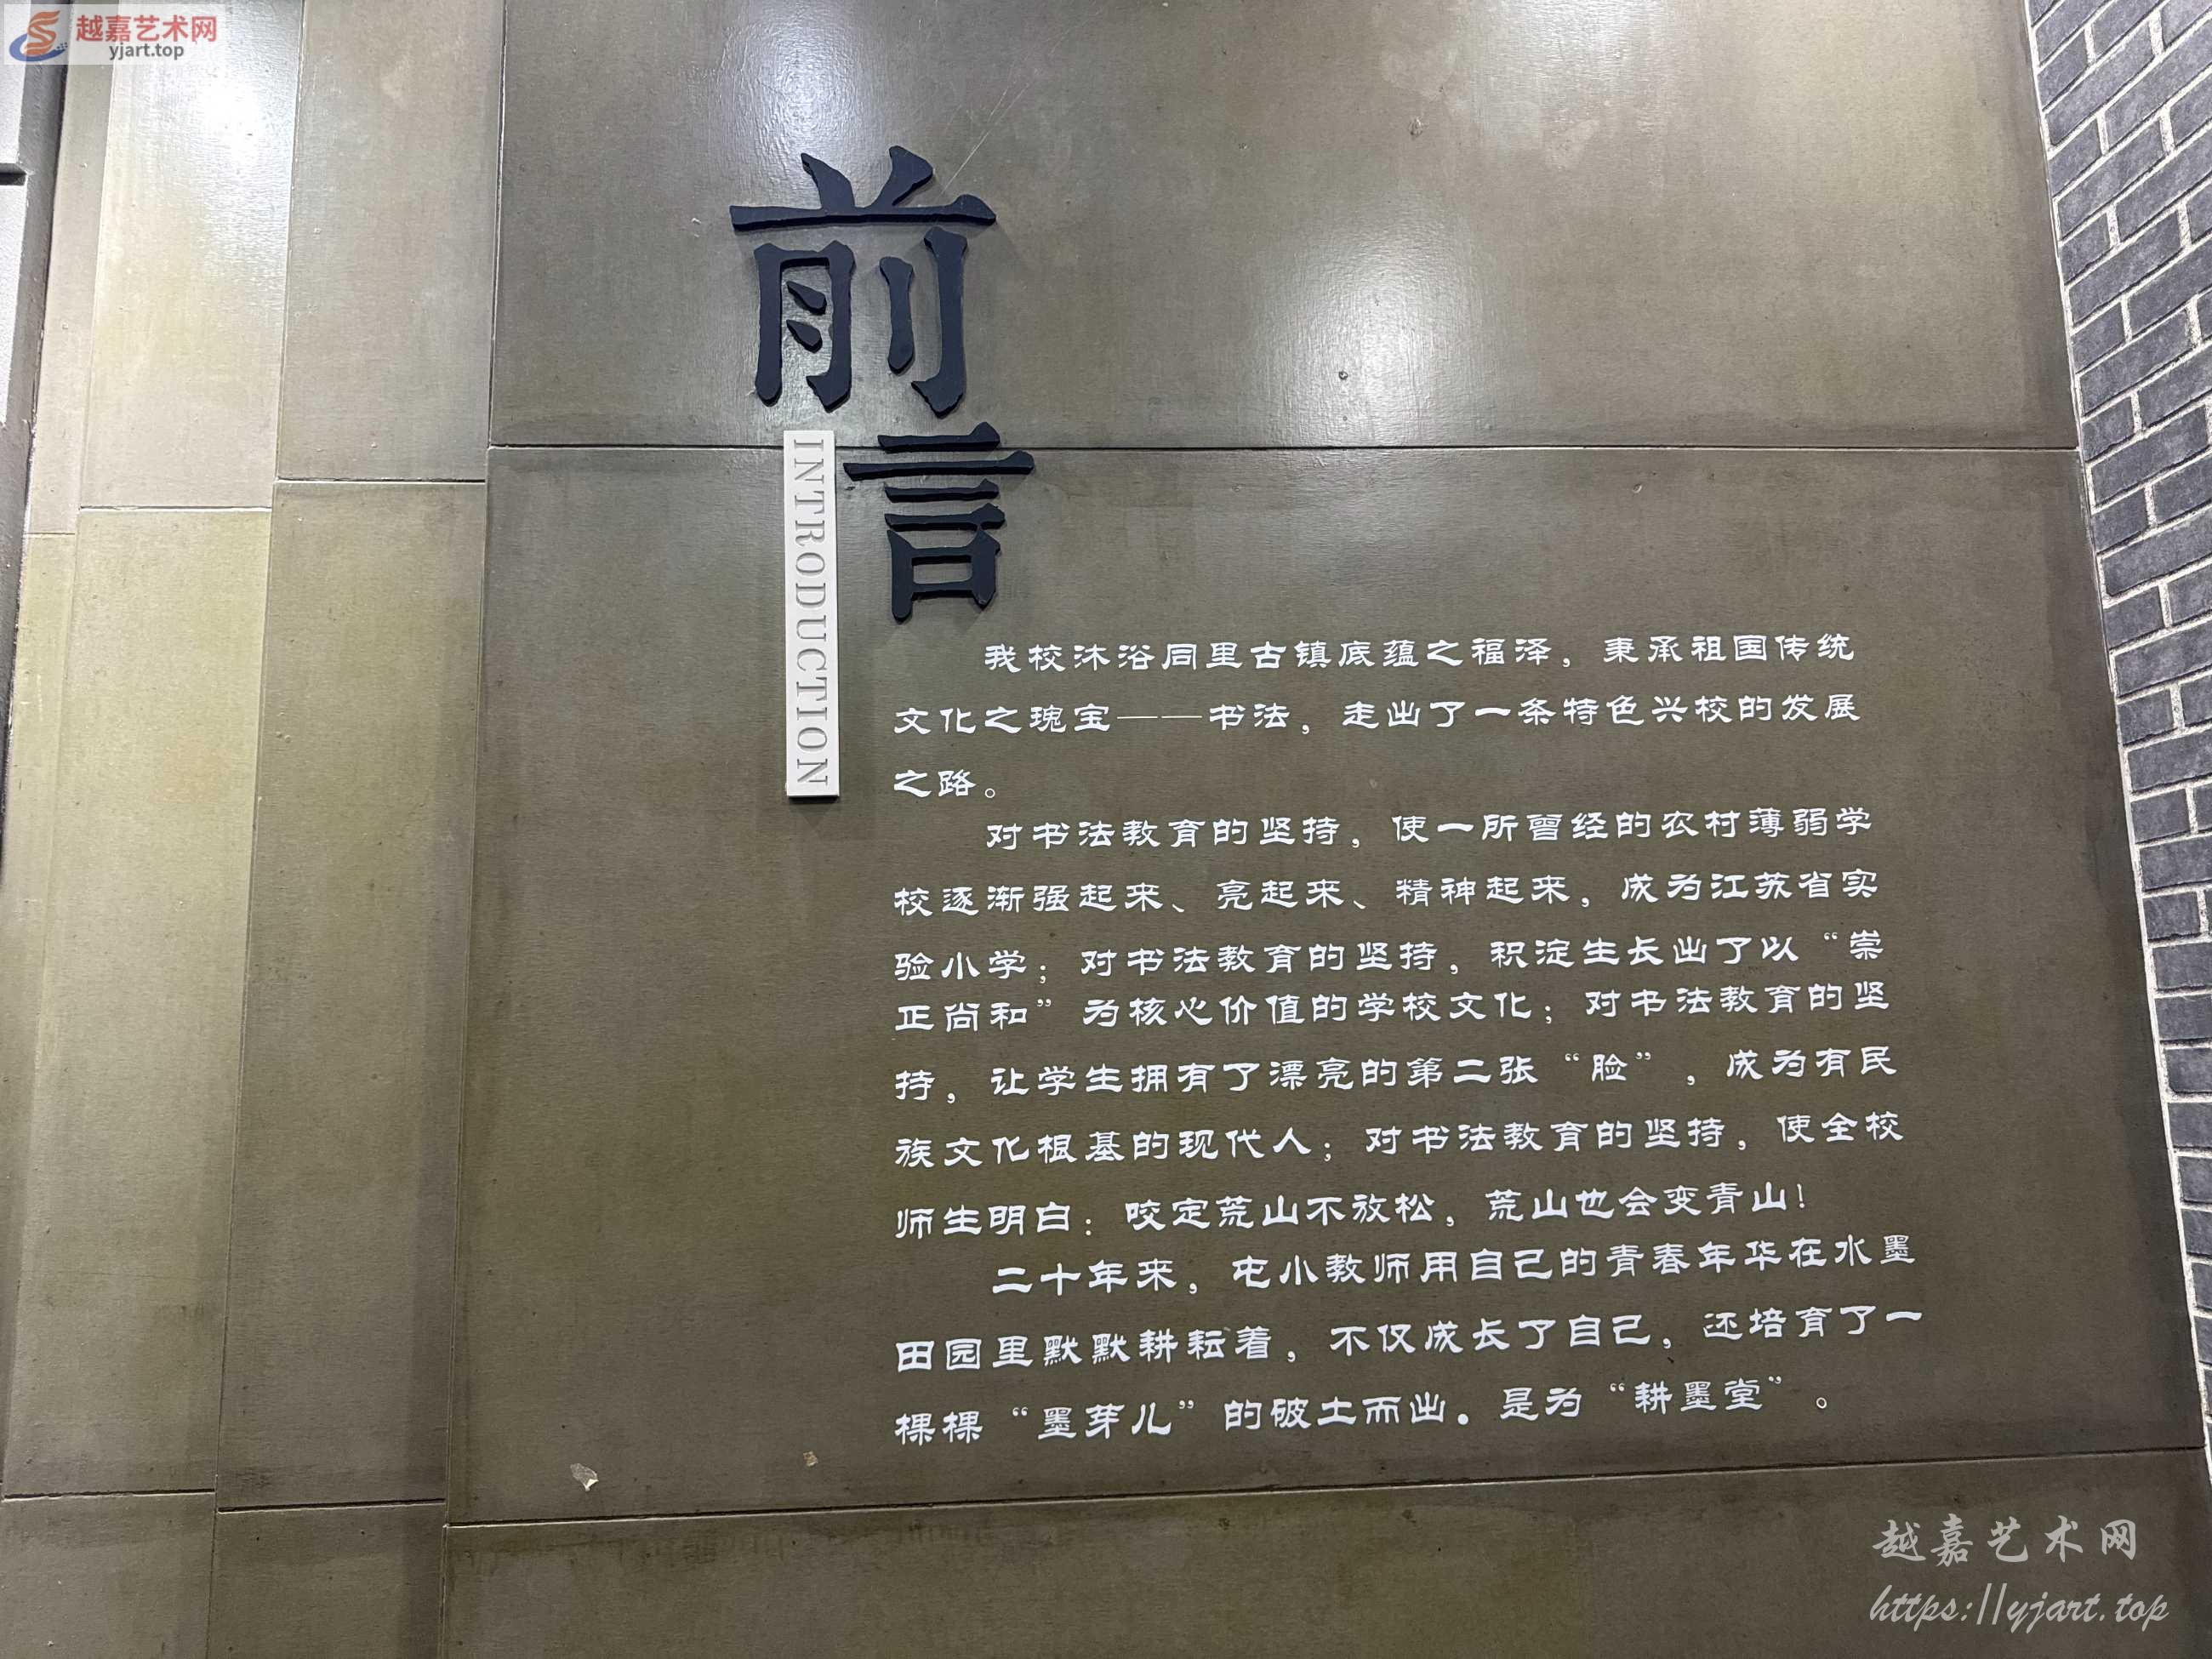 越嘉艺术网
yjart.top
前言
INTRODUCTION
我校沐浴同里古镇底蕴之福泽，秉承祖国传统
文化之瑰宝——书法，走出了一条特色兴校的发展
之路。
对书法教育的坚持，使一所曾经的农村薄弱学
校逐渐强起来、亮起来、精神起来，成为江苏省实
验小学；对书法教育的坚持，积淀生长出了以“崇
正尚和”为核心价值的学校文化；对书法教育的坚
持，让学生拥有了漂亮的第二张“脸”，成为有民
族文化根基的现代人；对书法教育的坚持，使全校
师生明白：咬定荒山不放松，荒山也会变青山！
二十年来，屯小教师用自己的青春年华在水墨
田园里默默耕耘着，不仅成长了自己，还培育了一
棵棵“墨芽儿”的破土而出。是为“耕墨堂”。
越嘉艺术网
https://yjart.top